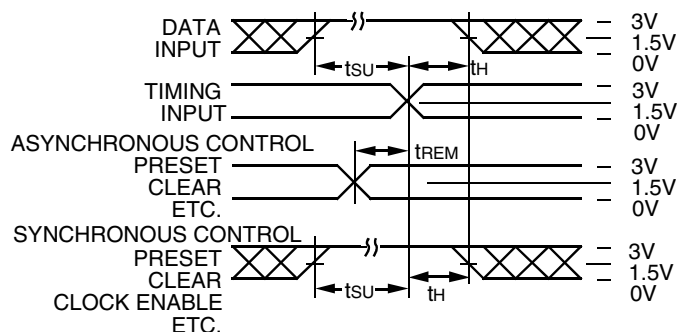 DATA
INPUT
tSU
tH
3V
1.5V
0V
TIMING
INPUT
3V
1.5V
0V
ASYNCHRONOUS CONTROL
PRESET
CLEAR
ETC.
tREM
3V
1.5V
0V
SYNCHRONOUS CONTROL
PRESET
CLEAR
CLOCK ENABLE
ETC.
tSU
tH
3V
1.5V
0V